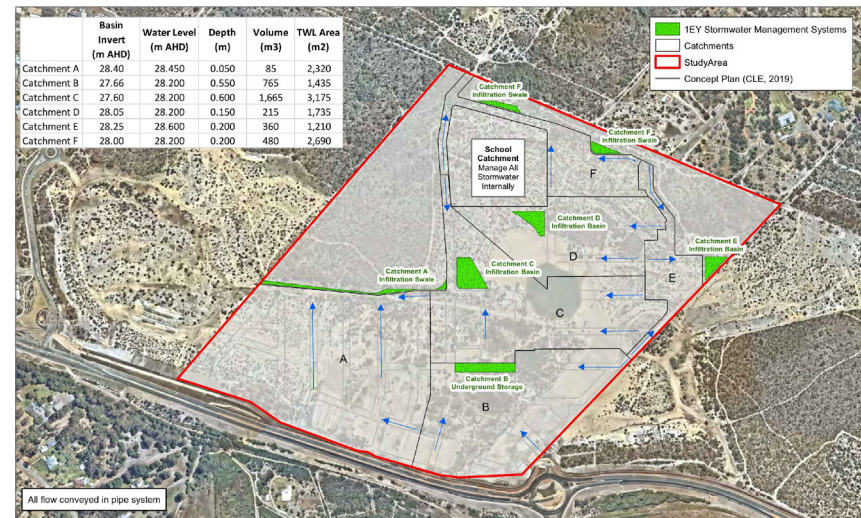 Basin Invert (m AHD) Water Level (m AHD) Depth (m) Volume (m3) TWL Area (m2)
Catchment A 28.40 28.450 0.050 85 2,320
Catchment B 27.66 28.200 0.550 765 1,435
Catchment C 27.60 28.200 0.600 1,665 3,175
Catchment D 28.05 28.200 0.150 215 1,735
Catchment E 28.25 28.600 0.200 360 1,210
Catchment F 28.00 28.200 0.200 480 2,690
1EY Stormwater Management Systems
Catchments
StudyArea
Concept Plan (CLE, 2019)
Catchment F
Infiltration Swale
Catchment F
Infiltration Swale
School
Catchment
Manage All
Stormwater
Internally
F
Catchment D
Infiltration Basin
Catchment E
Infiltration Basin
D
Catchment C
Infiltration Basin
Catchment A
Infiltration Swale
E
C
A
Catchment B
Underground Storage
B
All flow conveyed in pipe system